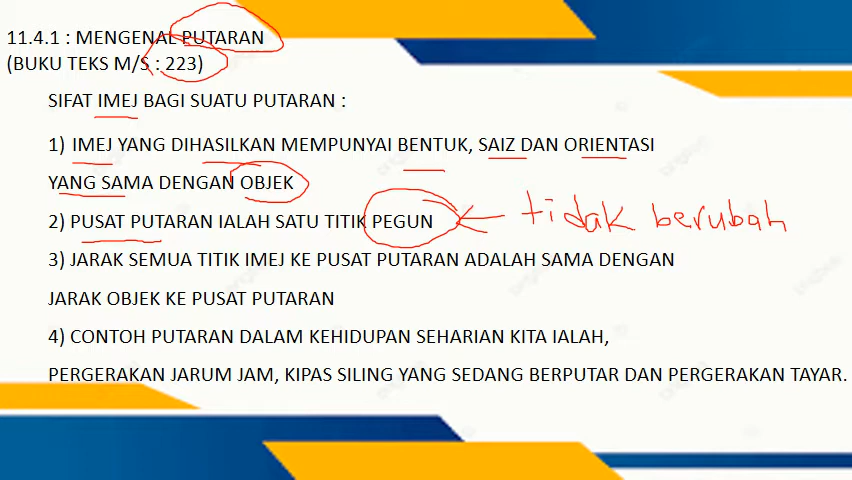 11.4.1 : MENGENAL PUTARAN
(BUKU TEKS M/S : 223)
SIFAT IMEJ BAGI SUATU PUTARAN :
1) IMEJ YANG DIHASILKAN MEMPUNYAI BENTUK, SAIZ DAN ORIENTASI
YANG SAMA DENGAN OBJEK
2) PUSAT PUTARAN IALAH SATU TITIK PEGUN ← tidak berubah
3) JARAK SEMUA TITIK IMEJ KE PUSAT PUTARAN ADALAH SAMA DENGAN
JARAK OBJEK KE PUSAT PUTARAN
4) CONTOH PUTARAN DALAM KEHIDUPAN SEHARIAN KITA IALAH,
PERGERAKAN JARUM JAM, KIPAS SILING YANG SEDANG BERPUTAR DAN PERGERAKAN TAYAR.